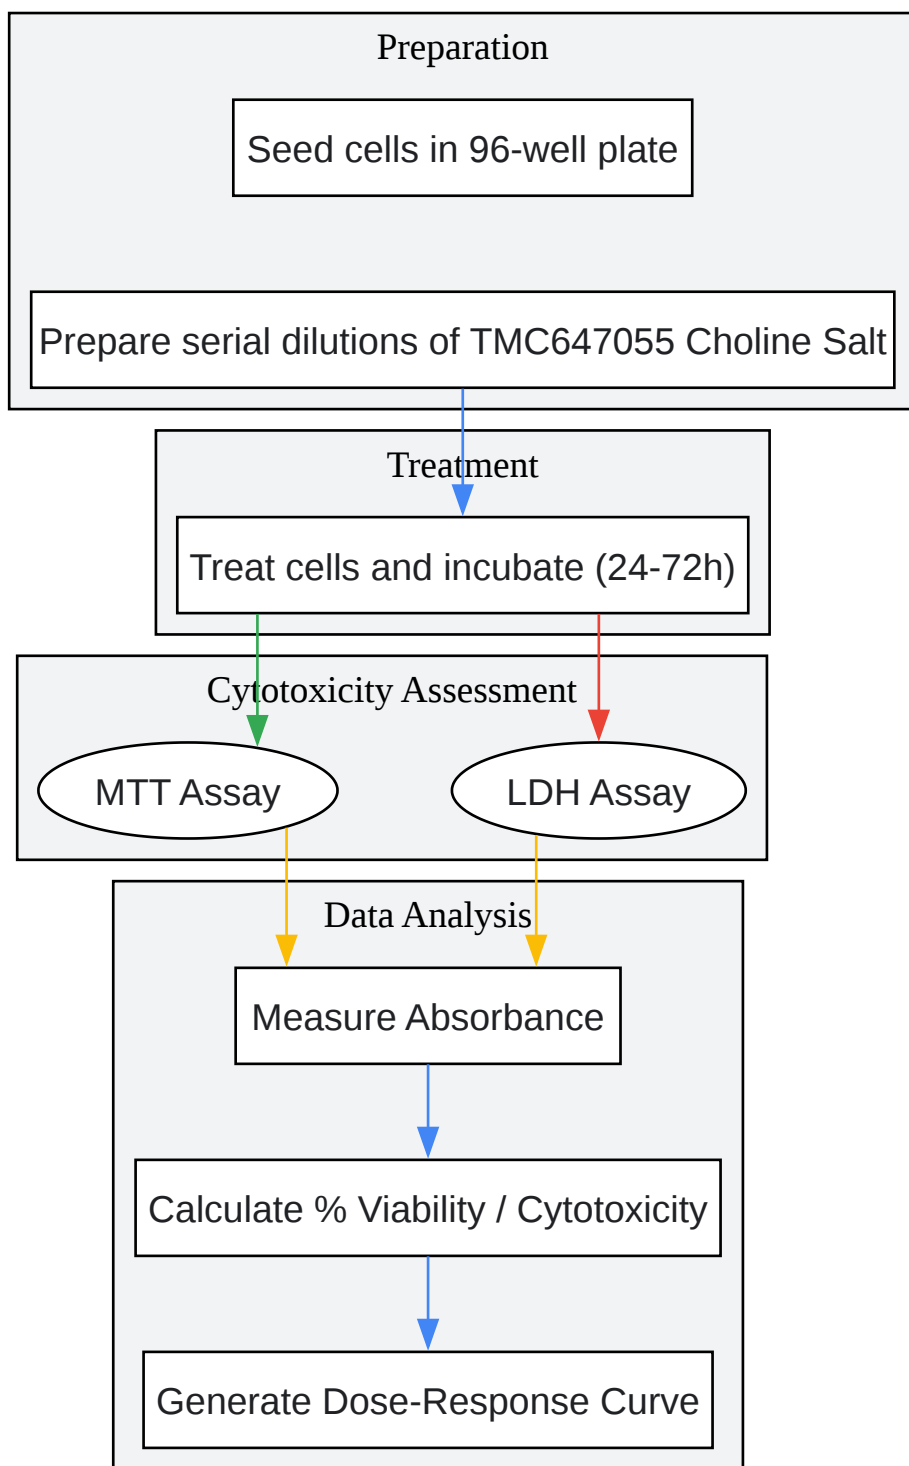 Preparation
Seed cells in 96-well plate
Prepare serial dilutions of TMC647055 Choline Salt
Treatment
Treat cells and incubate (24-72h)
Cytotoxicity Assessment
MTT Assay
LDH Assay
Data Analysis
Measure Absorbance
Calculate % Viability / Cytotoxicity
Generate Dose-Response Curve